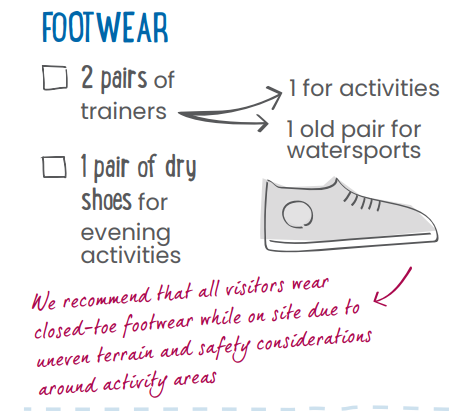 FOOTWEAR
2 pairs of
trainers
1 for activities
1 old pair for
watersports
1 pair of dry
shoes for
evening
activities
We recommend that all visitors wear
closed-toe footwear while on site due to
uneven terrain and safety considerations
around activity areas